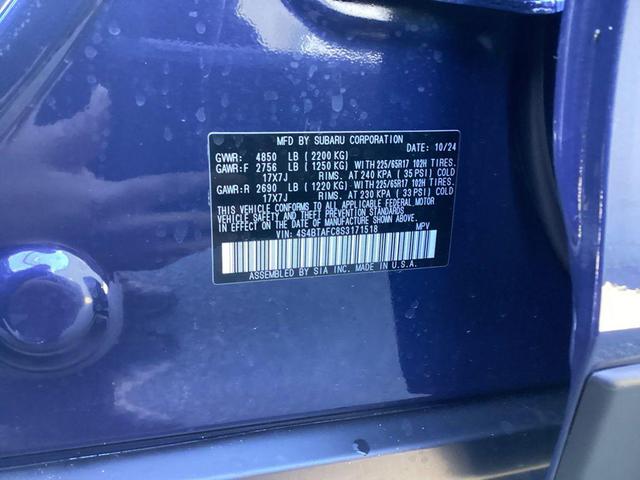 MFD BY SUBARU CORPORATION
DATE: 10/24
GVWR: 4850 LB ( 2200 KG)
GAWR:F 2756 LB ( 1250 KG) WITH 225/65R17 102H TIRES.
17X7J RIMS. AT 240 KPA ( 35 PSI) COLD
GAWR:R 2690 LB ( 1220 KG) WITH 225/65R17 102H TIRES.
17X7J RIMS. AT 230 KPA ( 33 PSI) COLD
THIS VEHICLE CONFORMS TO ALL APPLICABLE FEDERAL MOTOR
VEHICLE SAFETY AND THEFT PREVENTION STANDARDS
IN EFFECT ON THE DATE OF MANUFACTURE SHOWN ABOVE.
VIN: 4S4BTAFC8S3171518 MPV
ASSEMBLED BY SIA INC. MADE IN U.S.A.